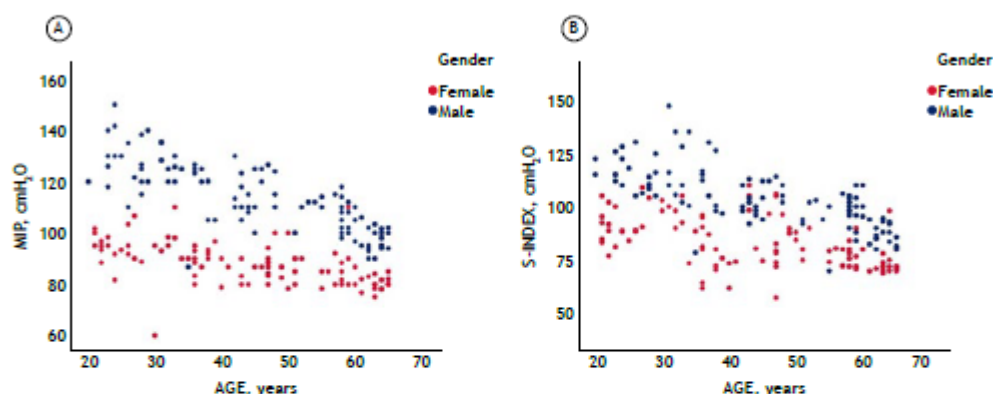 A
Gender
Female
Male
MIP, cmH₂O
160
140
120
100
80
60
20 30 40 50 60 70
AGE, years
B
Gender
Female
Male
S-INDEX, cmH₂O
150
125
100
75
50
20 30 40 50 60 70
AGE, years